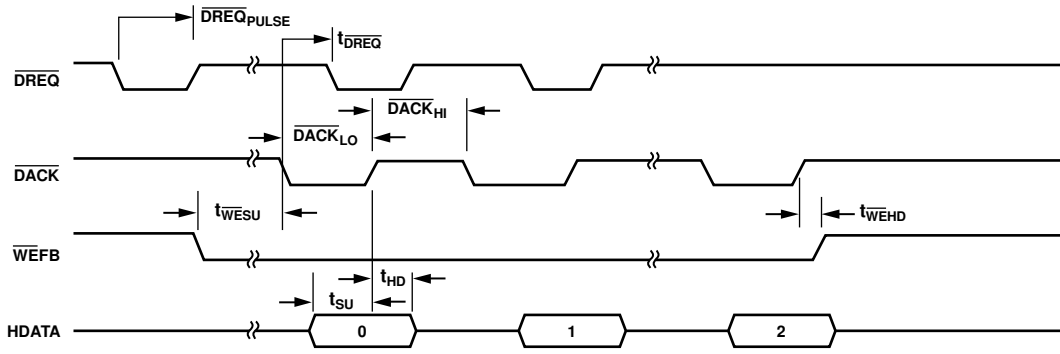 DREQPULSE
tDREQ
DREQ
DACKHI
DACKLO
DACK
tWESU
tWEHD
WEFB
tHD
tSU
HDATA 0 1 2